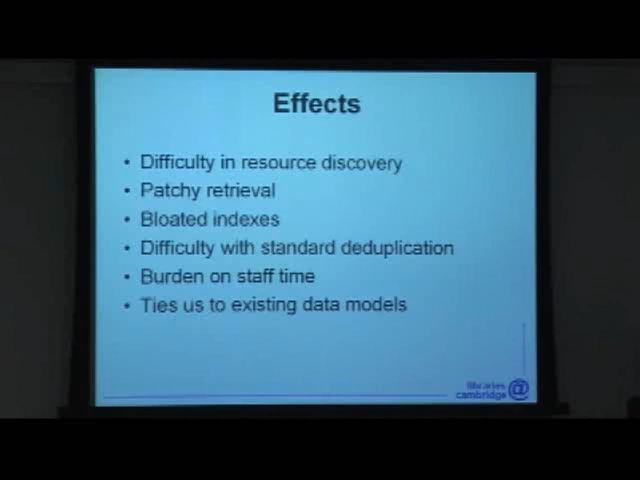 Effects
• Difficulty in resource discovery
• Patchy retrieval
• Bloated indexes
• Difficulty with standard deduplication
• Burden on staff time
• Ties us to existing data models
libraries
cambridge @